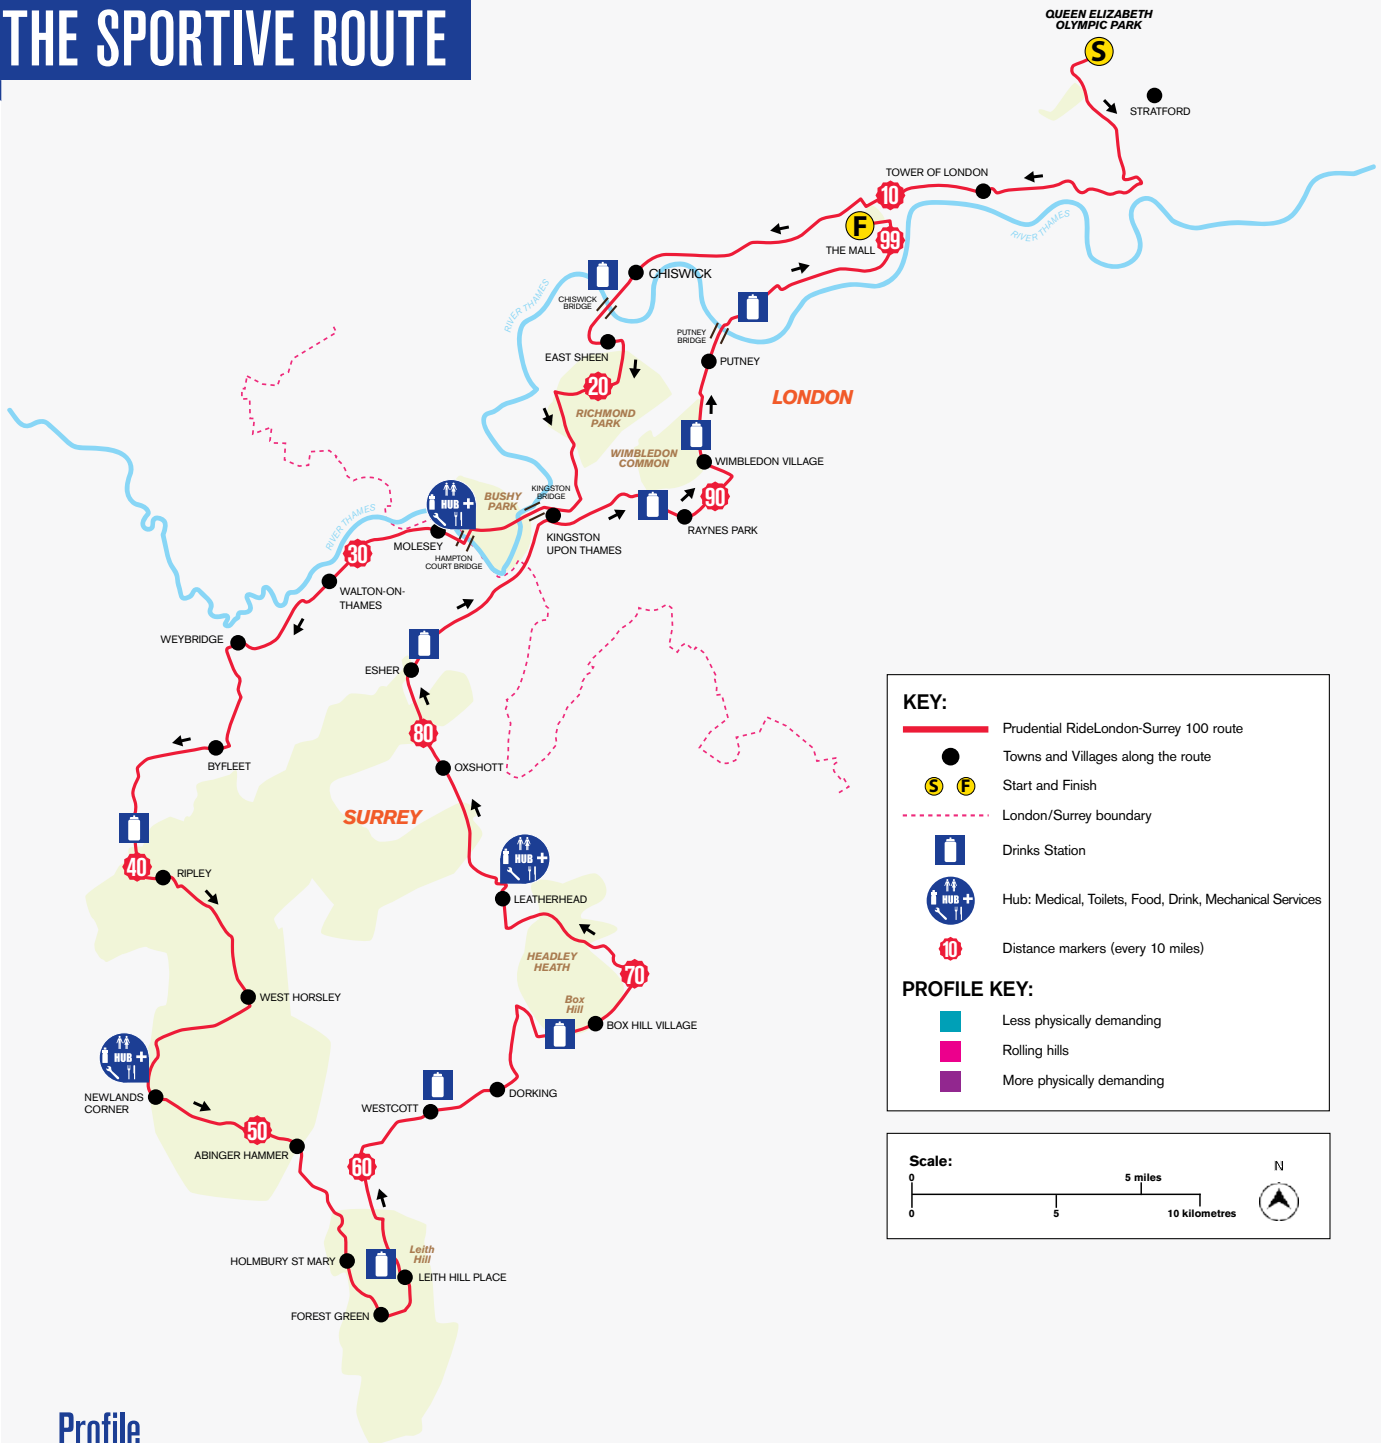 THE SPORTIVE ROUTE
QUEEN ELIZABETH
OLYMPIC PARK
S
STRATFORD
TOWER OF LONDON
10
F
THE MALL
99
RIVER THAMES
CHISWICK
CHISWICK
BRIDGE
RIVER THAMES
PUTNEY
BRIDGE
EAST SHEEN
PUTNEY
20
LONDON
RICHMOND
PARK
WIMBLEDON
COMMON
WIMBLEDON VILLAGE
HUB
BUSHY
PARK
KINGSTON
BRIDGE
90
RAYNES PARK
RIVER THAMES
MOLESEY
KINGSTON
UPON THAMES
30
HAMPTON
COURT BRIDGE
WALTON-ON-
THAMES
WEYBRIDGE
ESHER
80
BYFLEET
OXSHOTT
SURREY
40
RIPLEY
HUB
LEATHERHEAD
HEADLEY
HEATH
70
WEST HORSLEY
Box
Hill
BOX HILL VILLAGE
HUB
NEWLANDS
CORNER
DORKING
WESTCOTT
50
ABINGER HAMMER
60
HOLMBURY ST MARY
Leith
Hill
LEITH HILL PLACE
FOREST GREEN
KEY:
Prudential RideLondon-Surrey 100 route
Towns and Villages along the route
S F Start and Finish
London/Surrey boundary
Drinks Station
HUB Hub: Medical, Toilets, Food, Drink, Mechanical Services
10 Distance markers (every 10 miles)
PROFILE KEY:
Less physically demanding
Rolling hills
More physically demanding
Scale:
0 5 miles
0 5 10 kilometres
N
Profile